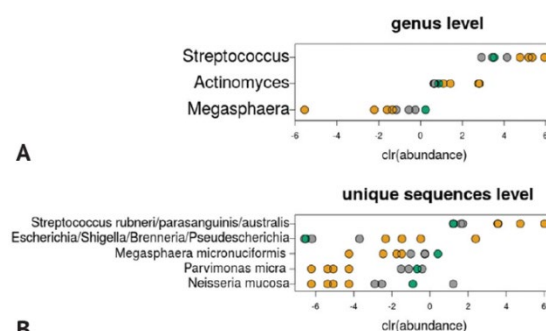 genus level
Streptococcus
Actinomyces
Megasphaera
-6 -4 -2 0 2 4 6
clr(abundance)
A
unique sequences level
Streptococcus rubneri/parasanguinis/australis
Escherichia/Shigella/Brenneria/Pseudescherichia
Megasphaera micronuciformis
Parvimonas micra
Neisseria mucosa
-6 -4 -2 0 2 4 6
clr(abundance)
B